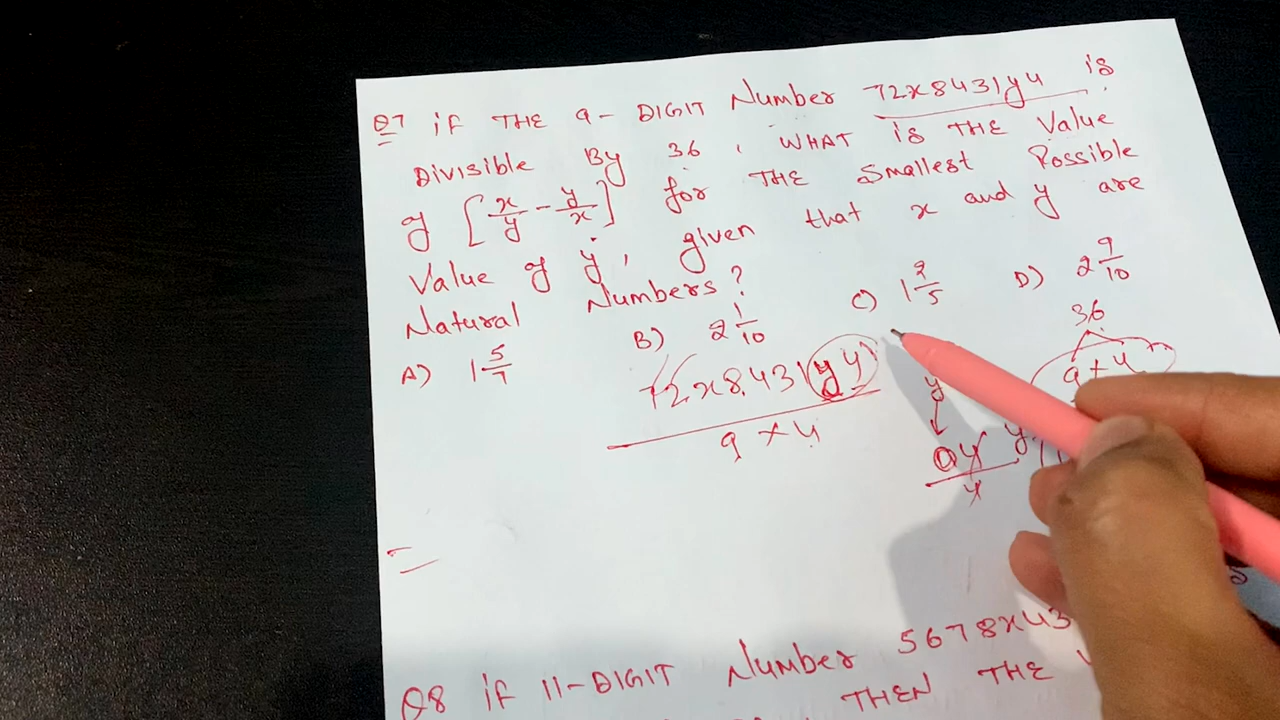 Q7 if THE 9- DIGIT Number 72x8431y4 is
Divisible By 36, WHAT is THE Value
of [x/y - y/x] for THE Smallest Possible
Value of y, given that x and y are
Natural Numbers?
A) 1 5/7 B) 2 1/10 C) 1 2/5 D) 2 9/10
36
9×4
72x8431y4
9×4
y
04
4
=
Q8 if 11-DIGIT Number 5678x43
THEN THE